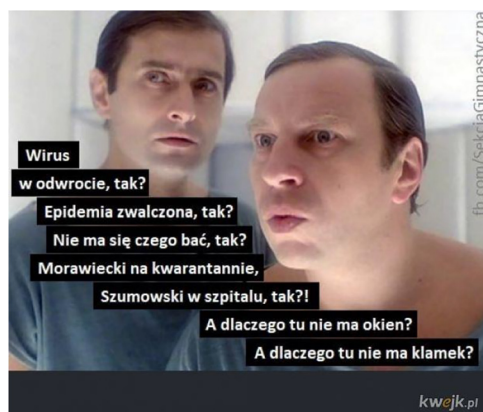 Wirus
w odwrocie, tak?
Epidemia zwalczona, tak?
Nie ma się czego bać, tak?
Morawiecki na kwarantannie,
Szumowski w szpitalu, tak?!
A dlaczego tu nie ma okien?
A dlaczego tu nie ma klamek?
fb.com/SekcjaGimnastyczna
kwejk.pl